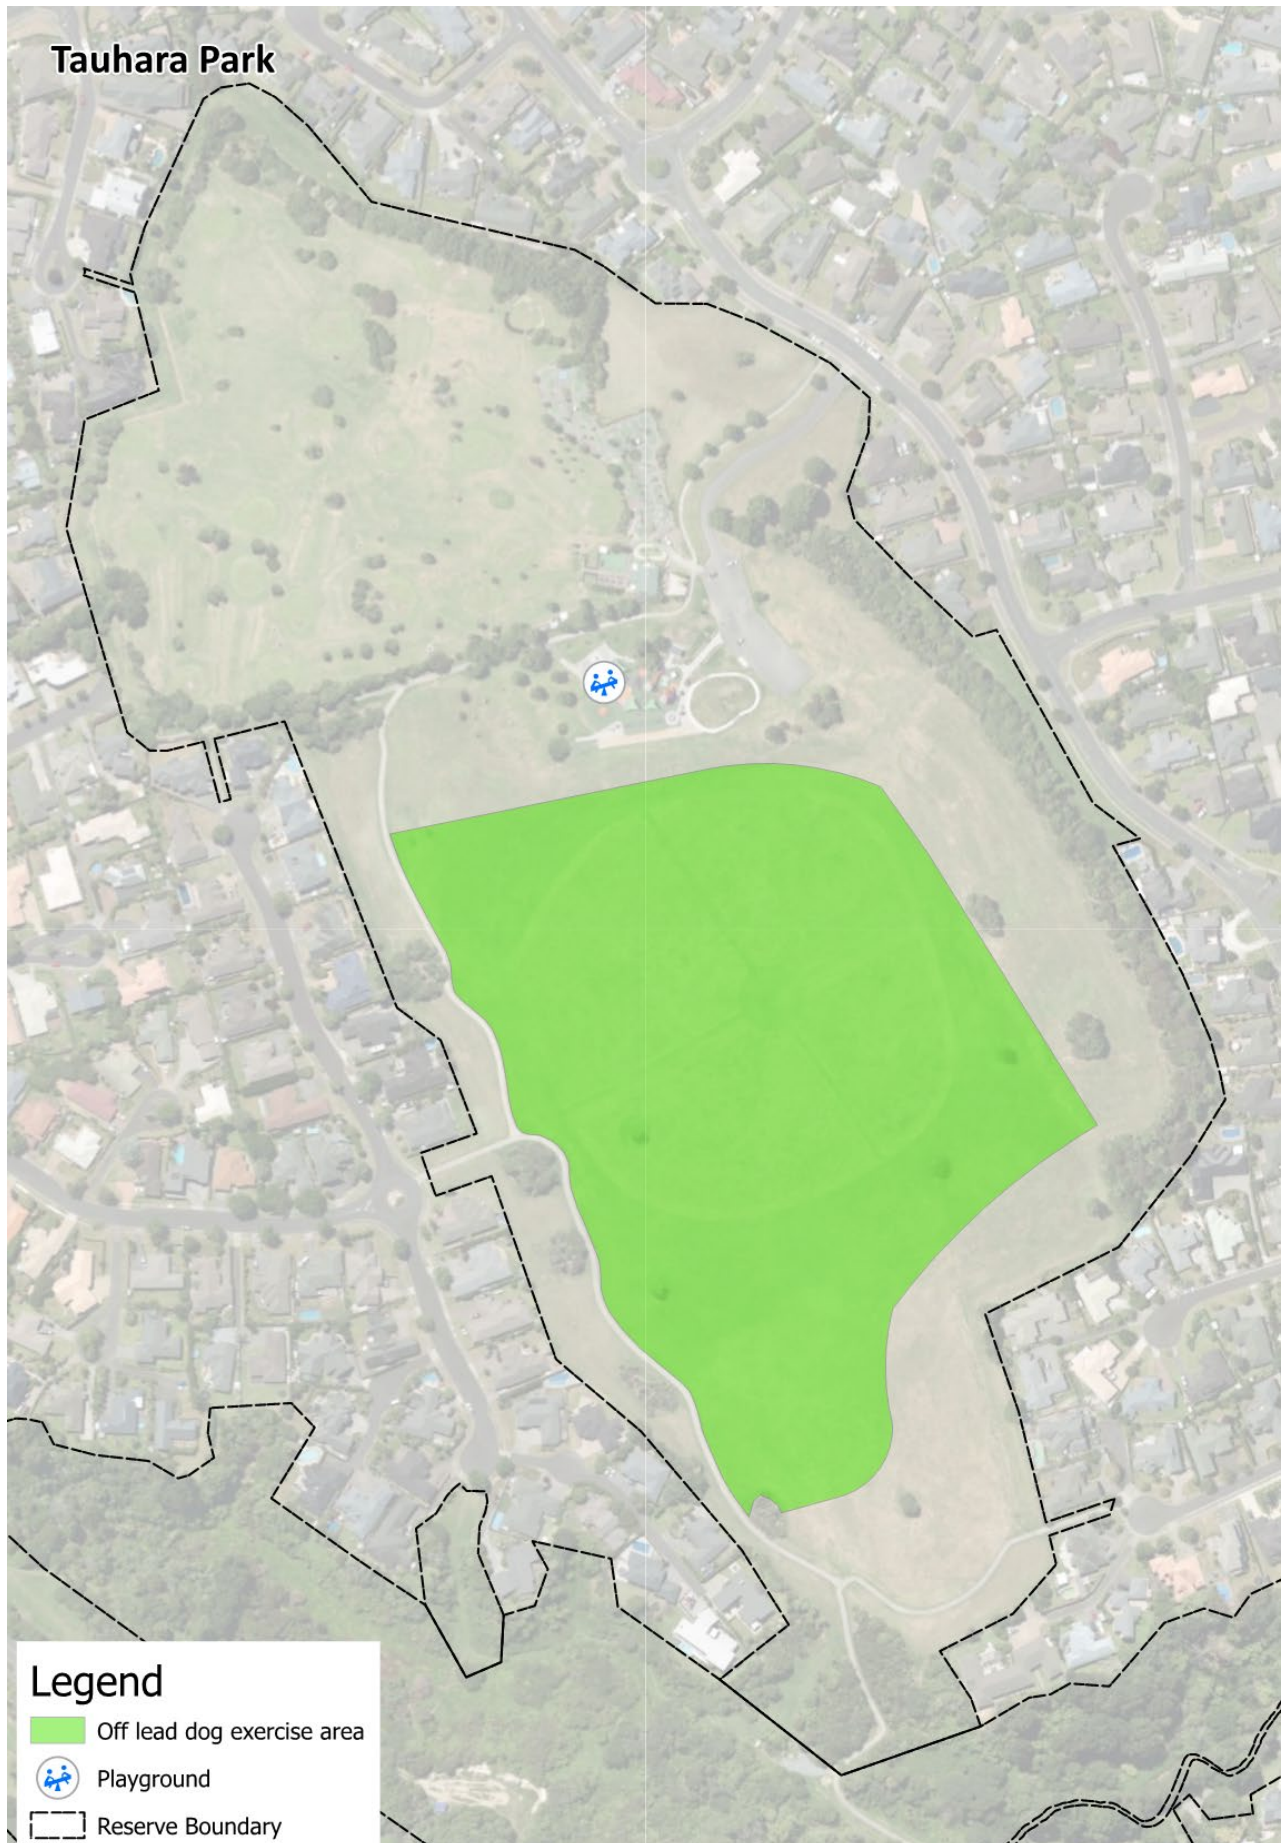 Tauhara Park
Legend
Off lead dog exercise area
Playground
Reserve Boundary